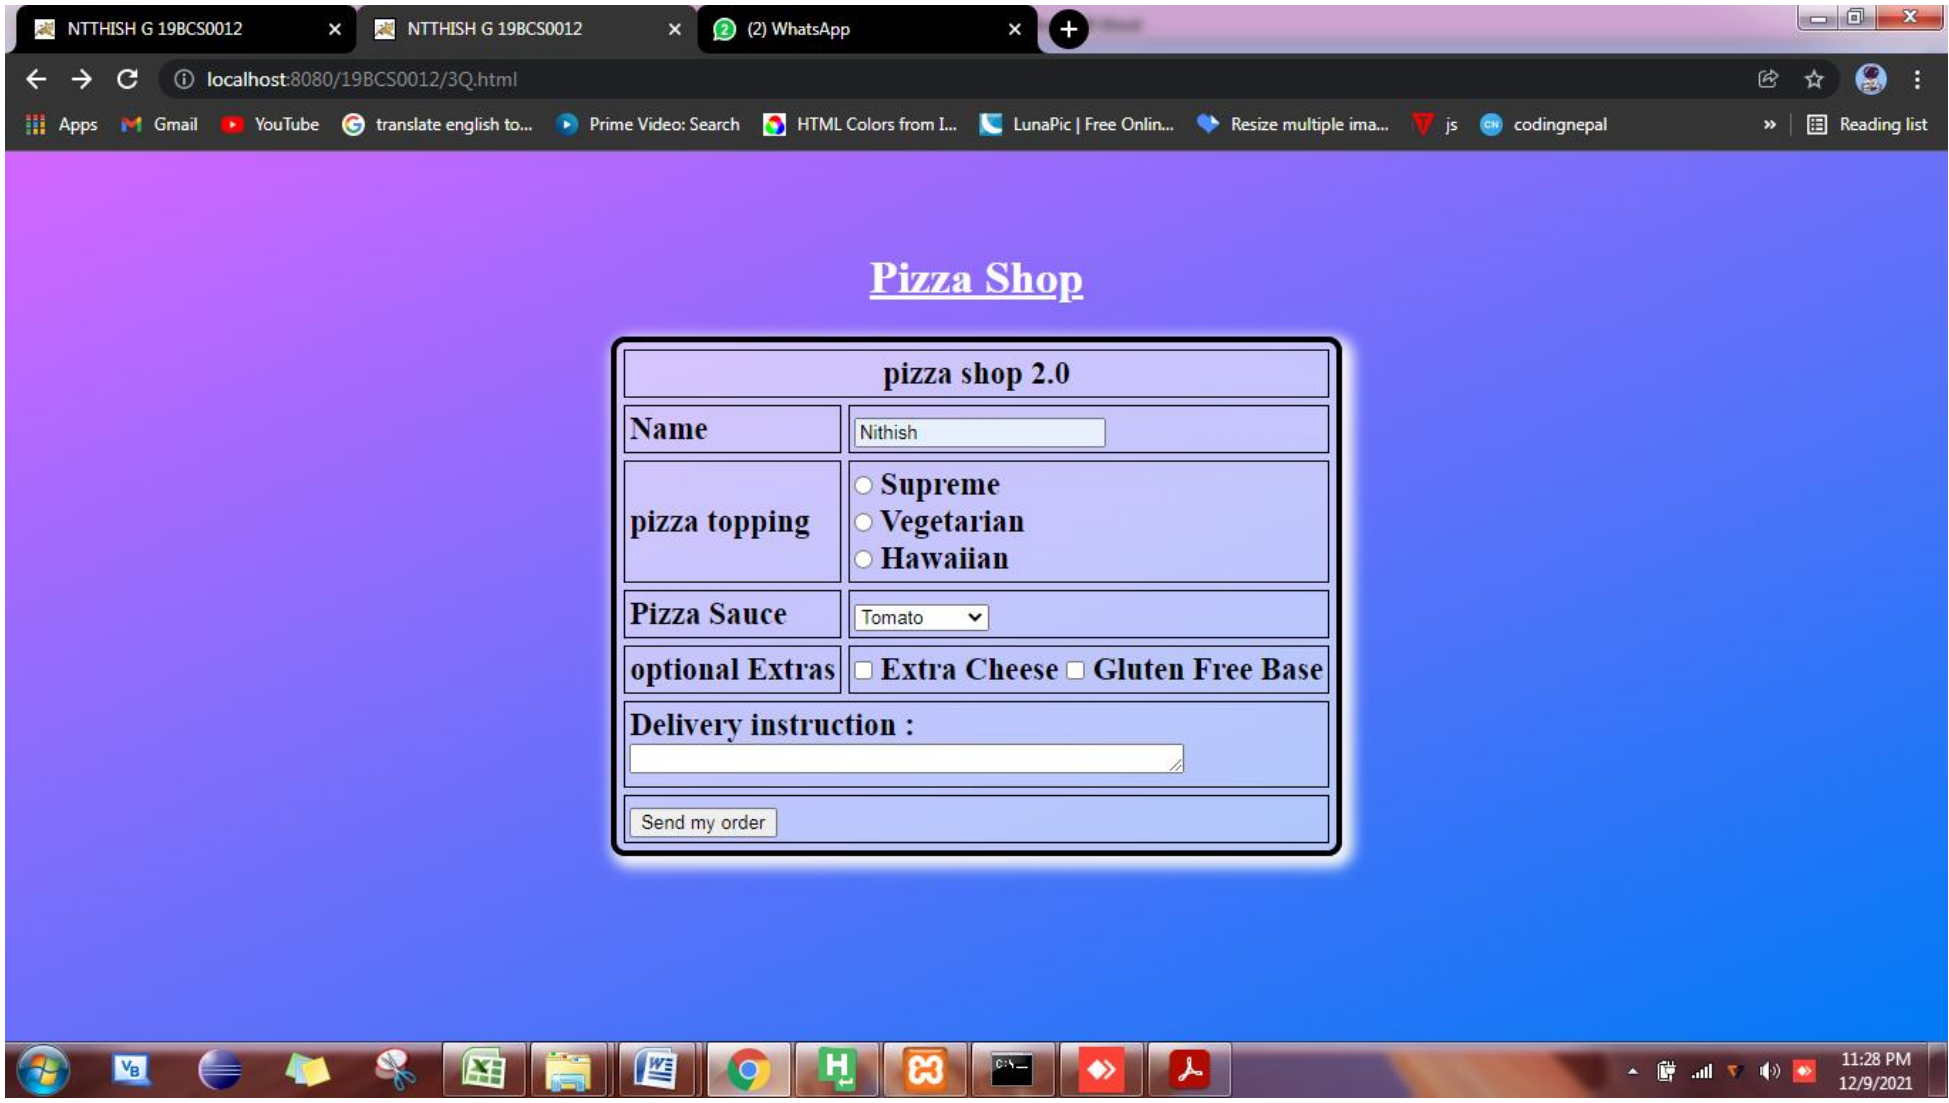 NTTHISH G 19BCS0012
NTTHISH G 19BCS0012
2 (2) WhatsApp
localhost:8080/19BCS0012/3Q.html
Apps Gmail YouTube translate english to... Prime Video: Search HTML Colors from I... LunaPic | Free Onlin... Resize multiple ima... js CN codingnepal » Reading list
Pizza Shop
pizza shop 2.0
Name Nithish
pizza topping
Supreme
Vegetarian
Hawaiian
Pizza Sauce Tomato
optional Extras Extra Cheese Gluten Free Base
Delivery instruction :
Send my order
VB H C:\_
11:28 PM
12/9/2021